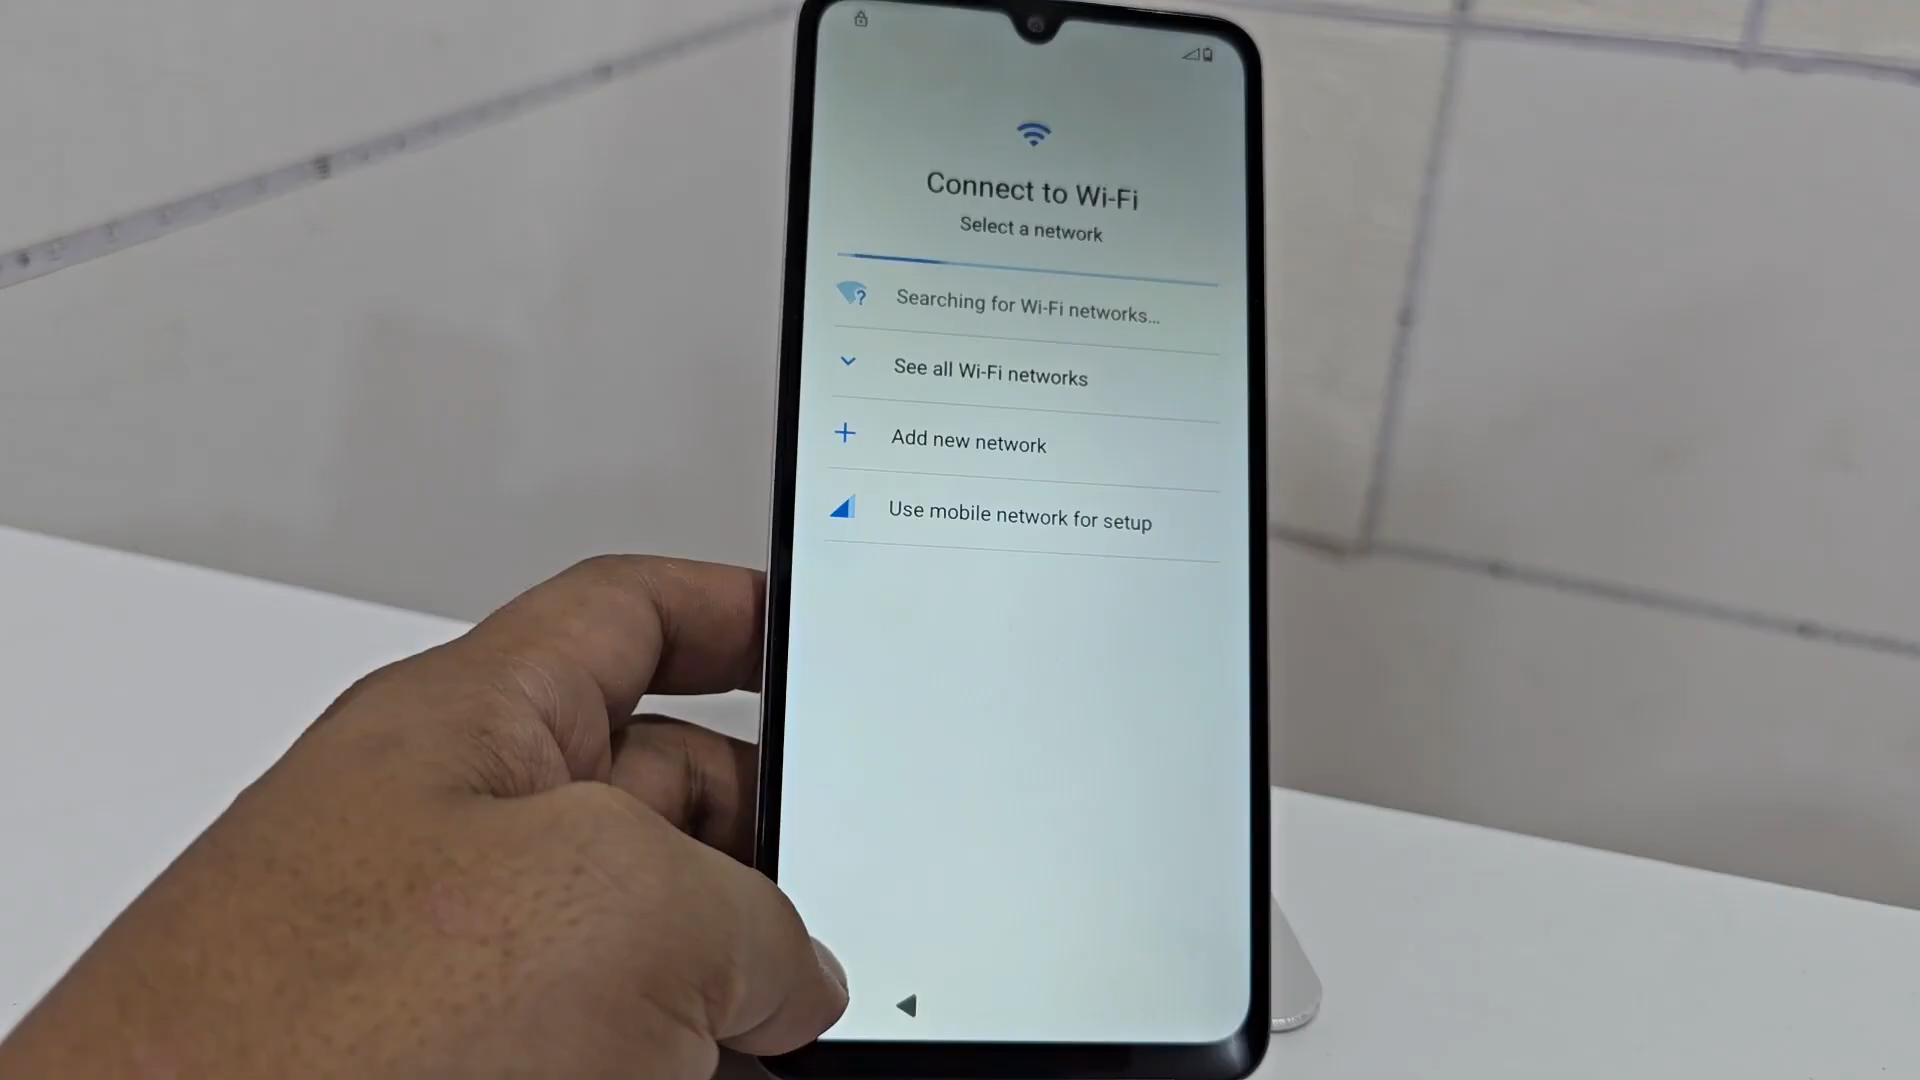 Connect to Wi-Fi
Select a network
Searching for Wi-Fi networks...
See all Wi-Fi networks
Add new network
Use mobile network for setup